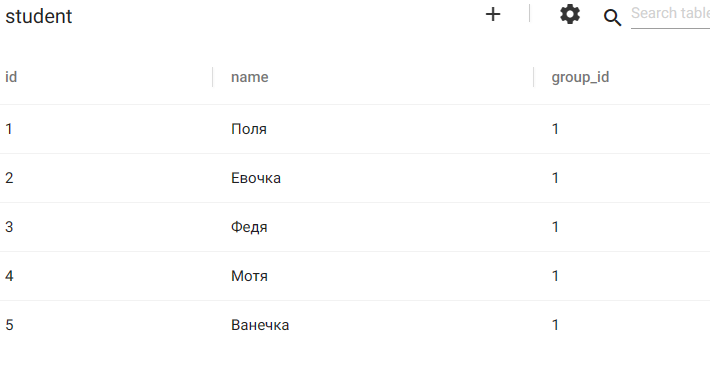 student
Search table
id name group_id
1 Поля 1
2 Евочка 1
3 Федя 1
4 Мотя 1
5 Ванечка 1